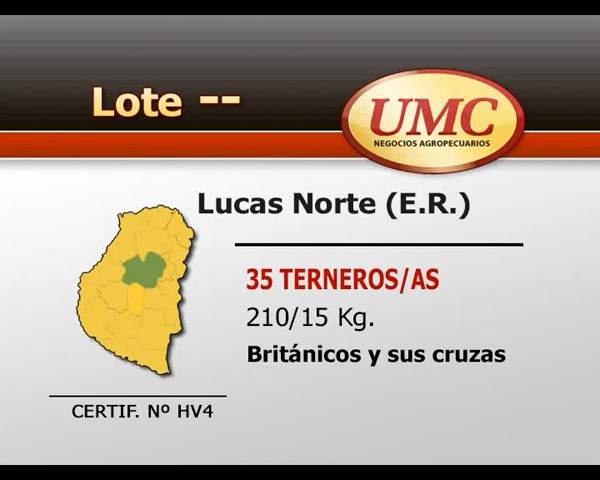 Lote --
UMC
NEGOCIOS AGROPECUARIOS
Lucas Norte (E.R.)
35 TERNEROS/AS
210/15 Kg.
Británicos y sus cruzas
CERTIF. Nº HV4